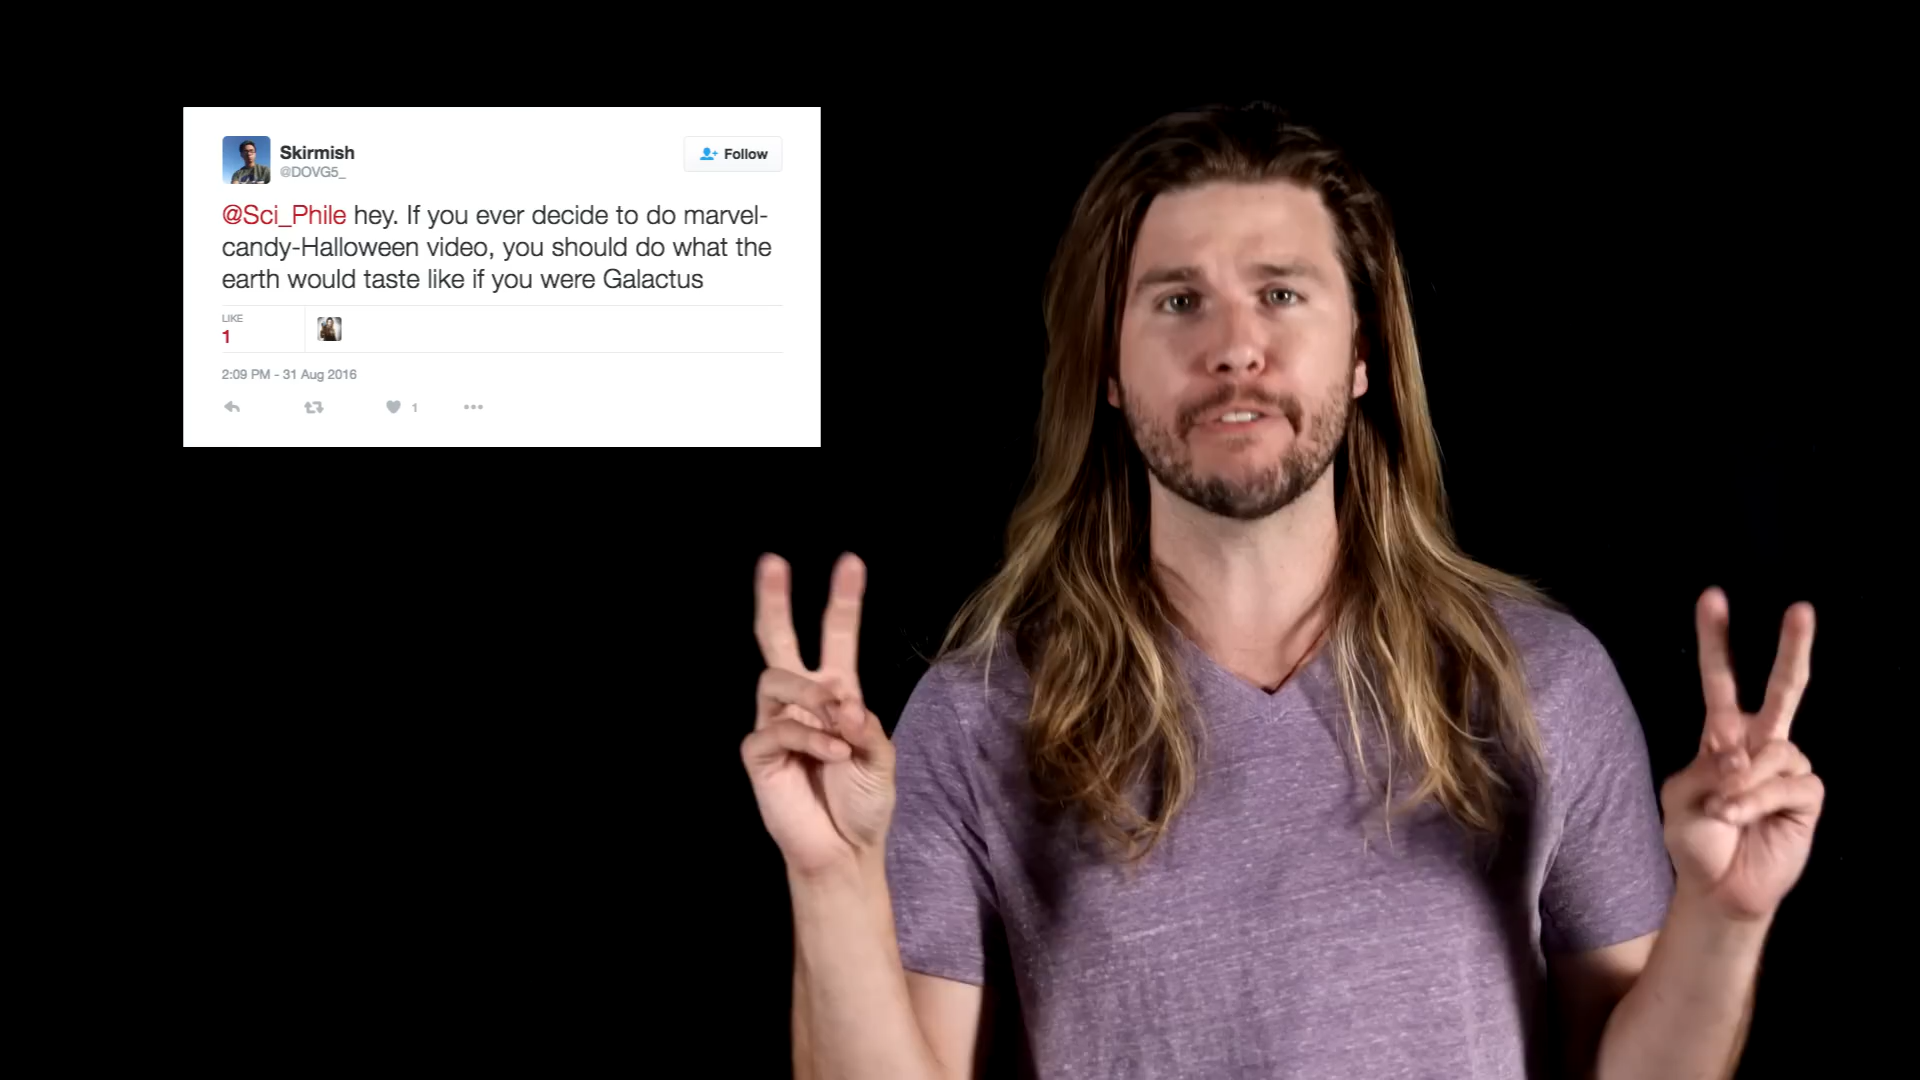 Skirmish
@DOVG5_
Follow
@Sci_Phile hey. If you ever decide to do marvel-
candy-Halloween video, you should do what the
earth would taste like if you were Galactus
LIKE
1
2:09 PM - 31 Aug 2016
1